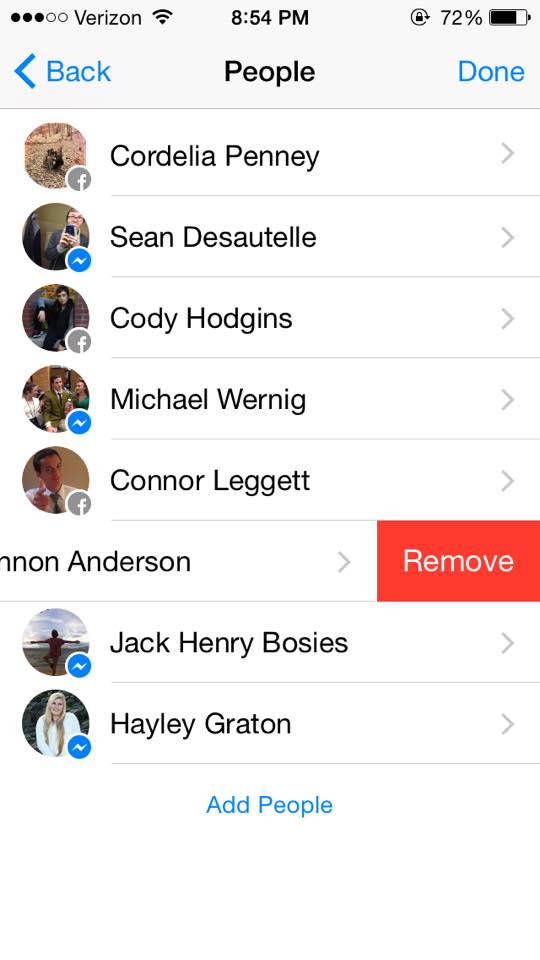 Verizon 8:54 PM 72%
Back People Done
Cordelia Penney
Sean Desautelle
Cody Hodgins
Michael Wernig
Connor Leggett
nnon Anderson Remove
Jack Henry Bosies
Hayley Graton
Add People